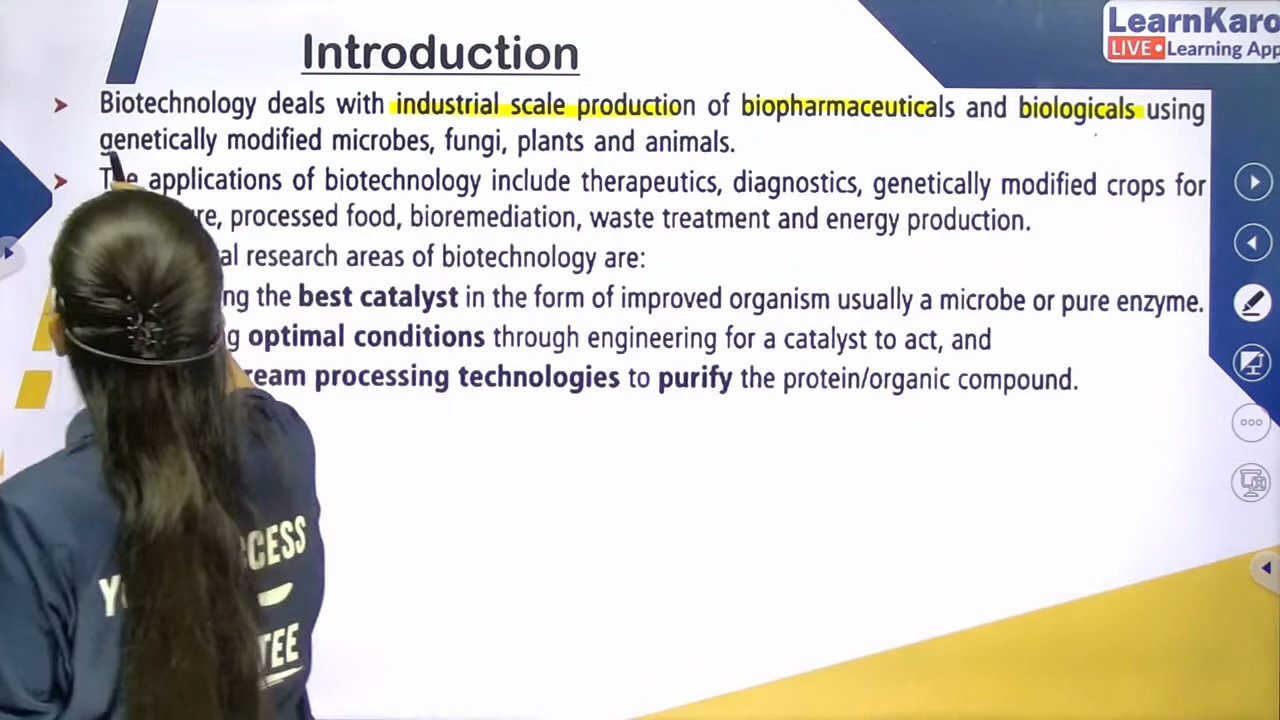 Introduction
LearnKaro
LIVE • Learning App
➤ Biotechnology deals with industrial scale production of biopharmaceuticals and biologicals using
genetically modified microbes, fungi, plants and animals.
➤ The applications of biotechnology include therapeutics, diagnostics, genetically modified crops for
re, processed food, bioremediation, waste treatment and energy production.
al research areas of biotechnology are:
ng the best catalyst in the form of improved organism usually a microbe or pure enzyme.
g optimal conditions through engineering for a catalyst to act, and
ream processing technologies to purify the protein/organic compound.
CESS
Y
TEE